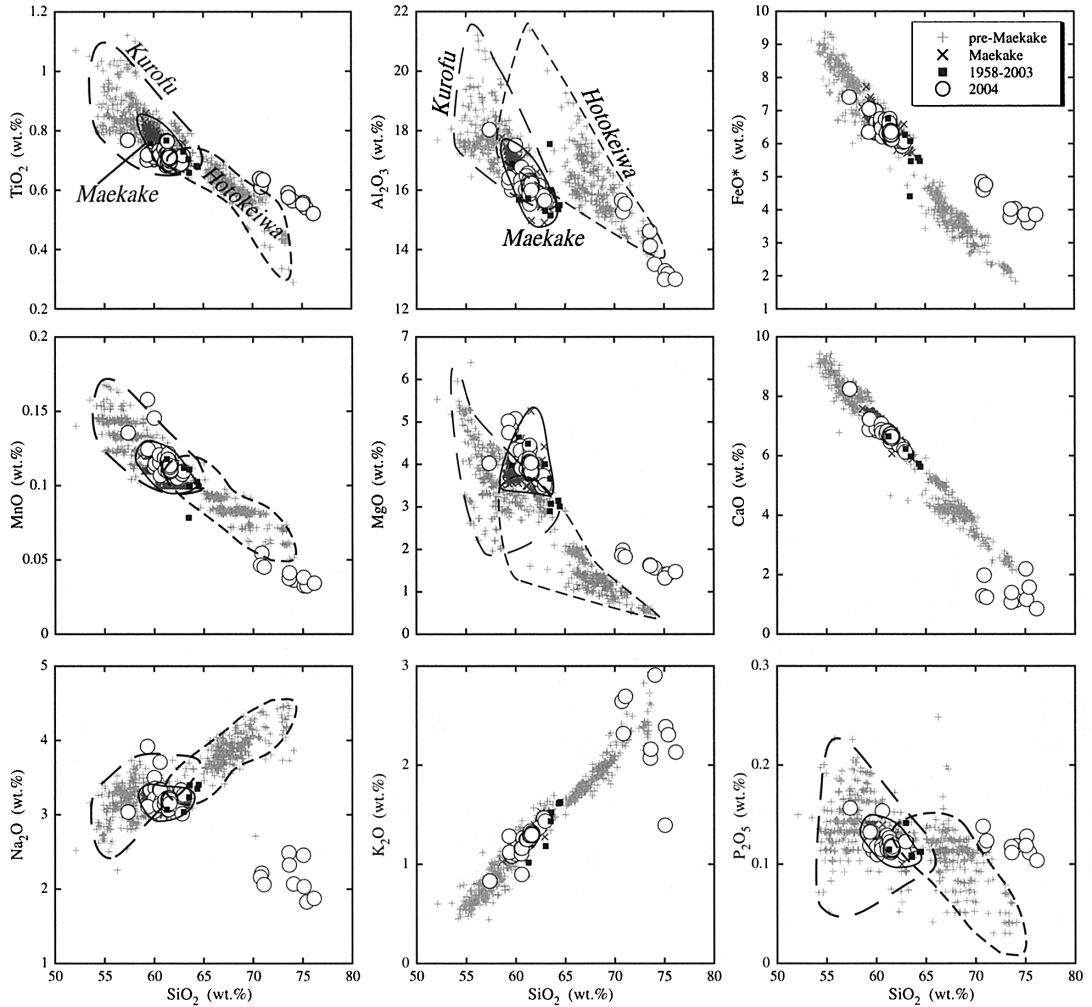 1.2
1
0.8
0.6
0.4
0.2
TiO2 (wt.%)
Kurofu
Maekake
Hotokeiwa
22
20
18
16
14
12
Al2O3 (wt.%)
Kurofu
Hotokeiwa
Maekake
10
9
8
7
6
5
4
3
2
1
FeO* (wt.%)
pre-Maekake
Maekake
1958-2003
2004
0.2
0.15
0.1
0.05
0
MnO (wt.%)
7
6
5
4
3
2
1
0
MgO (wt.%)
10
8
6
4
2
0
CaO (wt.%)
5
4
3
2
1
Na2O (wt.%)
50 55 60 65 70 75 80
SiO2 (wt.%)
3
2
1
0
K2O (wt.%)
50 55 60 65 70 75 80
SiO2 (wt.%)
0.3
0.2
0.1
0
P2O5 (wt.%)
50 55 60 65 70 75 80
SiO2 (wt.%)